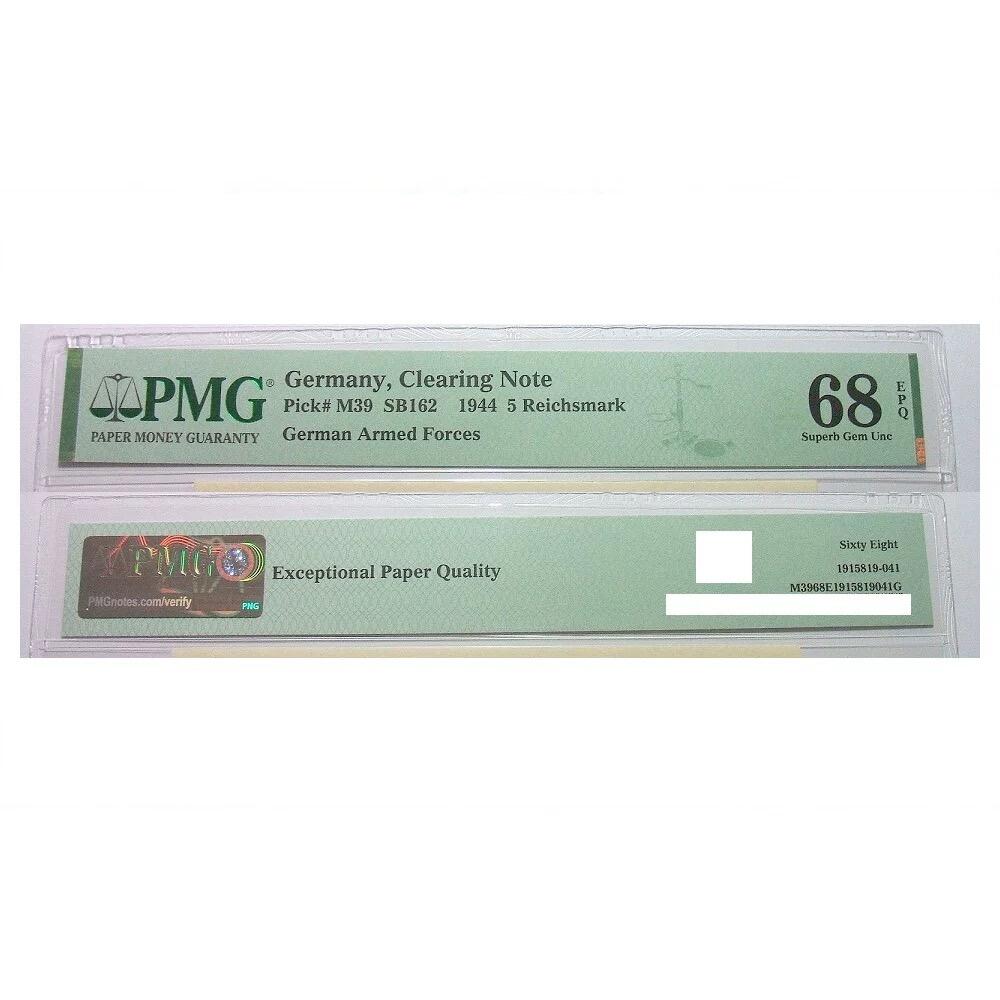 PMG®
PAPER MONEY GUARANTY
Germany, Clearing Note
Pick# M39 SB162 1944 5 Reichsmark
German Armed Forces
68
EPQ
Superb Gem Unc
PMG
PMGnotes.com/verify
PNG
Exceptional Paper Quality
Sixty Eight
1915819-041
M3968E1915819041G